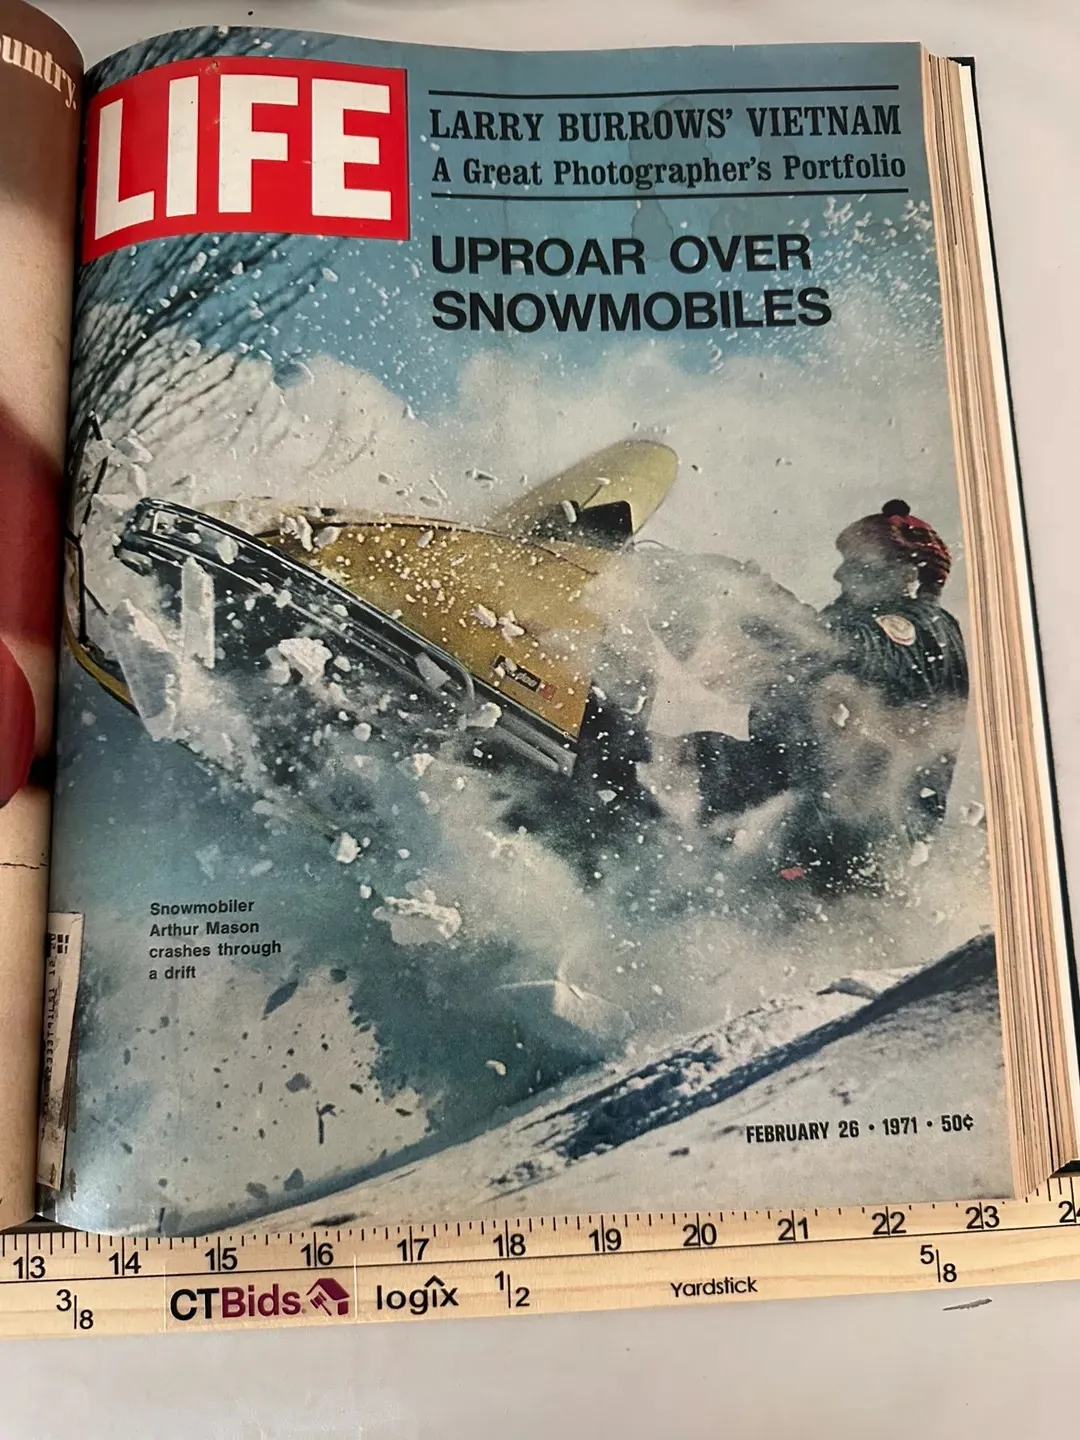 ountry.
LIFE
LARRY BURROWS' VIETNAM
A Great Photographer's Portfolio
UPROAR OVER
SNOWMOBILES
Snowmobiler
Arthur Mason
crashes through
a drift
FEBRUARY 26 • 1971 • 50¢
13 14 15 16 17 18 19 20 21 22 23 24
3/8 CTBids logix 1/2 Yardstick 5/8